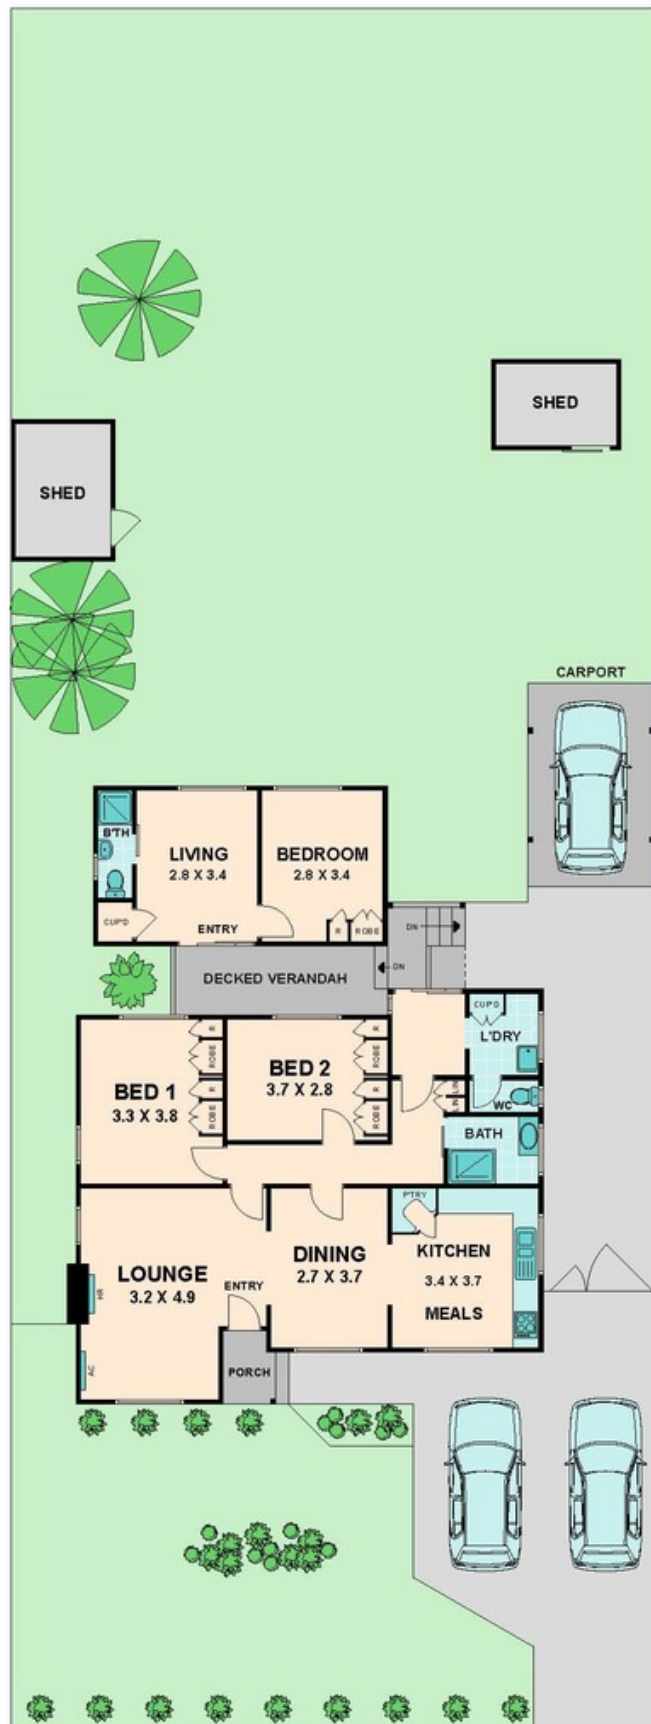 SHED
SHED
CARPORT
B'TH
LIVING
2.8 X 3.4
BEDROOM
2.8 X 3.4
CUP'D
ENTRY
R
ROBE
DN
DN
DECKED VERANDAH
CUP'D
L'DRY
R
ROBE
R
ROBE
BED 1
3.3 X 3.8
BED 2
3.7 X 2.8
R
ROBE
R
ROBE
LIN
LIN
WC
BATH
P'TRY
LOUNGE
3.2 X 4.9
ENTRY
DINING
2.7 X 3.7
KITCHEN
3.4 X 3.7
MEALS
HR
AC
PORCH